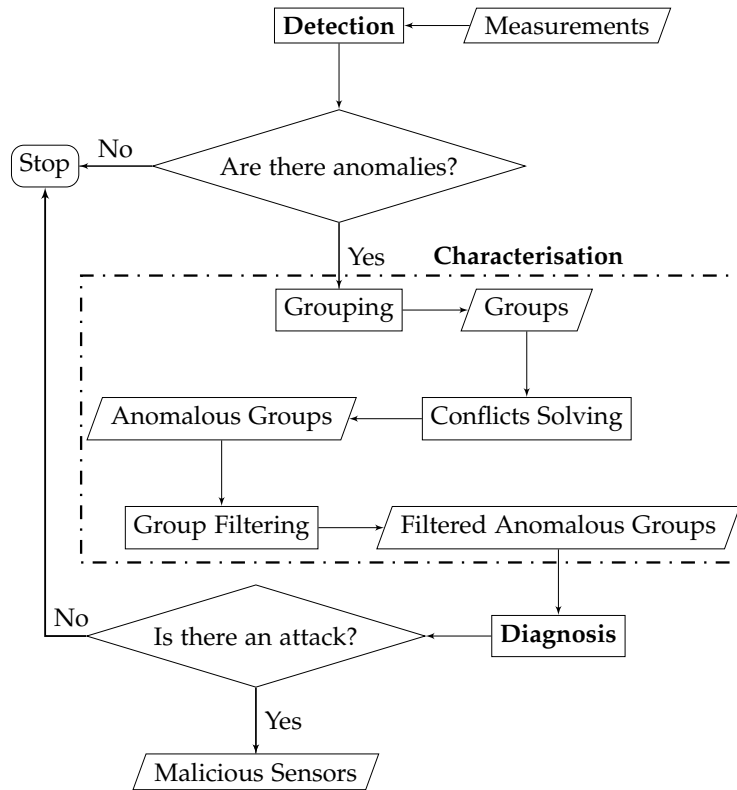 Detection
Measurements
Are there anomalies?
No
Stop
Yes
Characterisation
Grouping
Groups
Anomalous Groups
Conflicts Solving
Group Filtering
Filtered Anomalous Groups
No
Is there an attack?
Diagnosis
Yes
Malicious Sensors